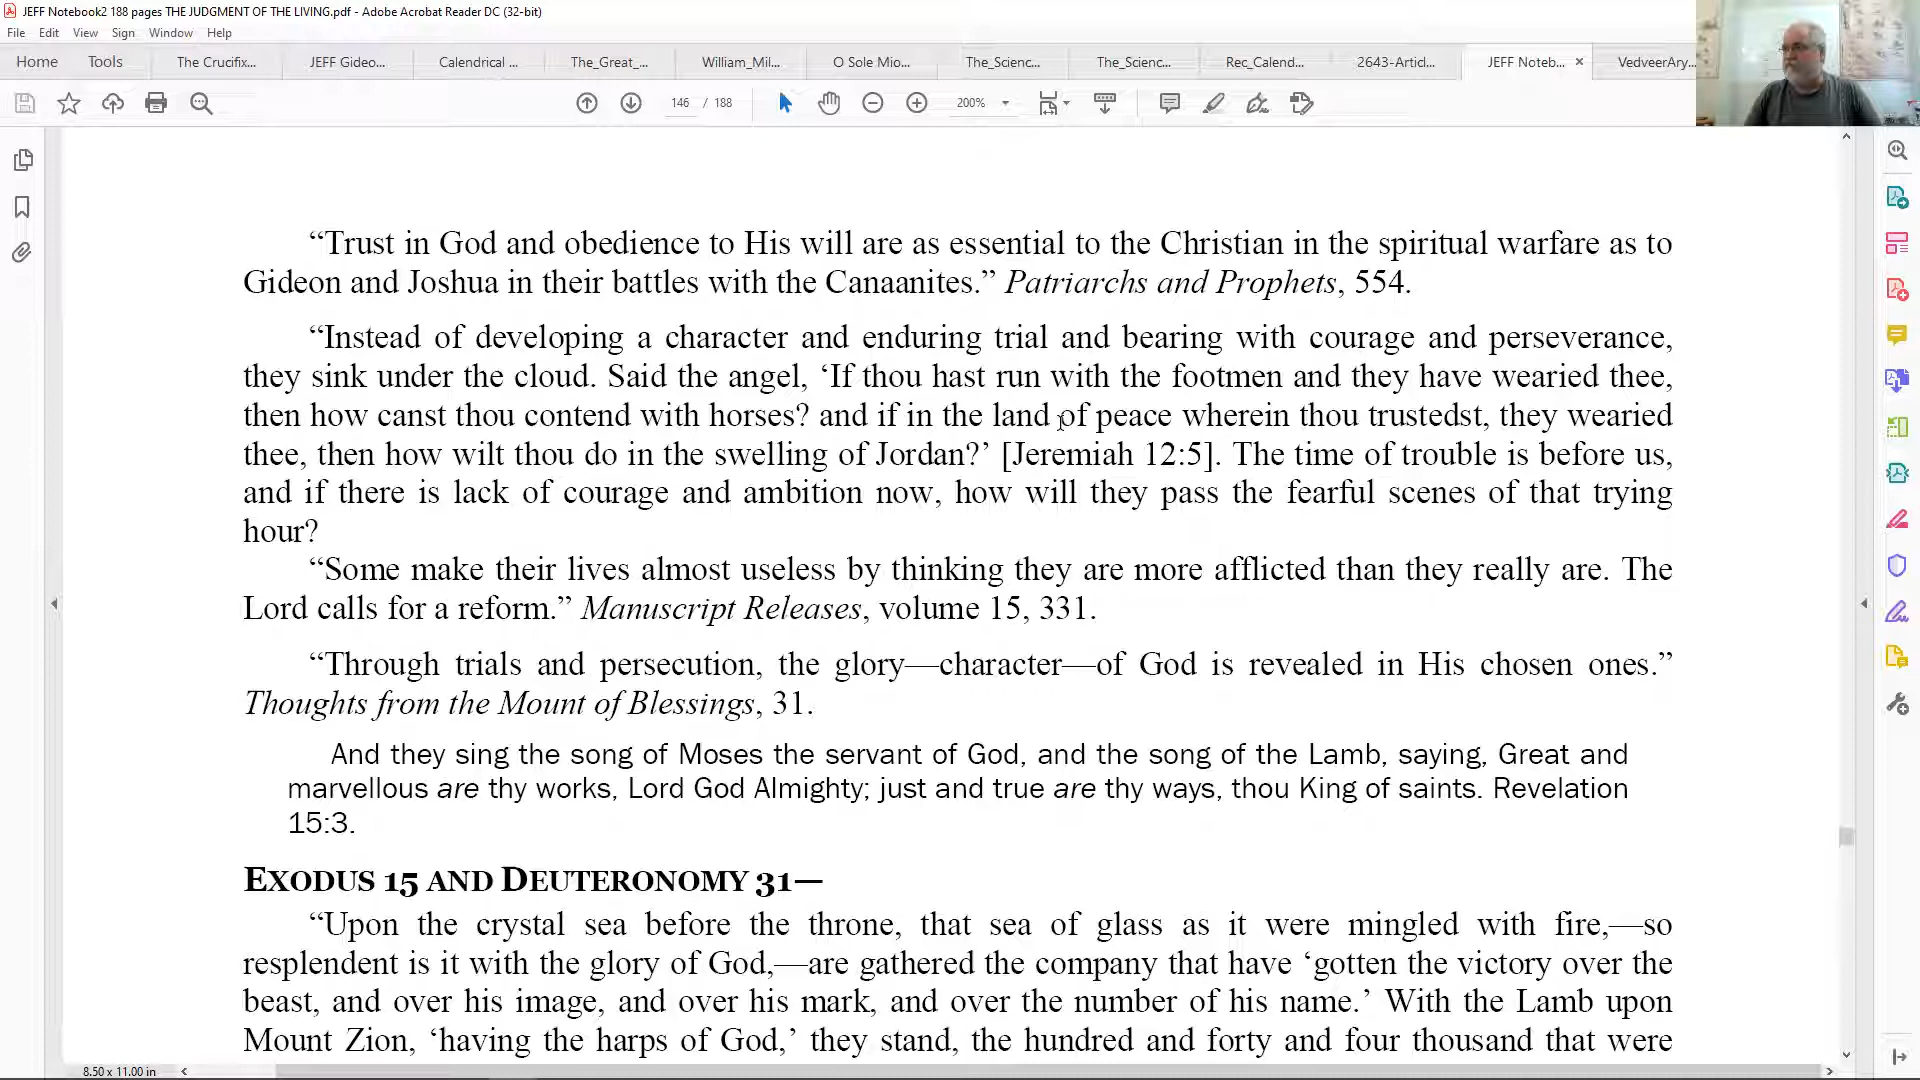 JEFF Notebook2 188 pages THE JUDGMENT OF THE LIVING.pdf - Adobe Acrobat Reader DC (32-bit)
File Edit View Sign Window Help
Home Tools The Crucifix... JEFF Gideo... Calendrical ... The_Great_... William_Mil... O Sole Mio... The_Scienc... The_Scienc... Rec_Calend... 2643-Articl... JEFF Noteb... × VedveerAry...
146 / 188 200%
“Trust in God and obedience to His will are as essential to the Christian in the spiritual warfare as to
Gideon and Joshua in their battles with the Canaanites.” Patriarchs and Prophets, 554.
“Instead of developing a character and enduring trial and bearing with courage and perseverance,
they sink under the cloud. Said the angel, ‘If thou hast run with the footmen and they have wearied thee,
then how canst thou contend with horses? and if in the land of peace wherein thou trustedst, they wearied
thee, then how wilt thou do in the swelling of Jordan?’ [Jeremiah 12:5]. The time of trouble is before us,
and if there is lack of courage and ambition now, how will they pass the fearful scenes of that trying
hour?
“Some make their lives almost useless by thinking they are more afflicted than they really are. The
Lord calls for a reform.” Manuscript Releases, volume 15, 331.
“Through trials and persecution, the glory—character—of God is revealed in His chosen ones.”
Thoughts from the Mount of Blessings, 31.
And they sing the song of Moses the servant of God, and the song of the Lamb, saying, Great and
marvellous are thy works, Lord God Almighty; just and true are thy ways, thou King of saints. Revelation
15:3.
EXODUS 15 AND DEUTERONOMY 31—
“Upon the crystal sea before the throne, that sea of glass as it were mingled with fire,—so
resplendent is it with the glory of God,—are gathered the company that have ‘gotten the victory over the
beast, and over his image, and over his mark, and over the number of his name.’ With the Lamb upon
Mount Zion, ‘having the harps of God,’ they stand, the hundred and forty and four thousand that were
8.50 x 11.00 in